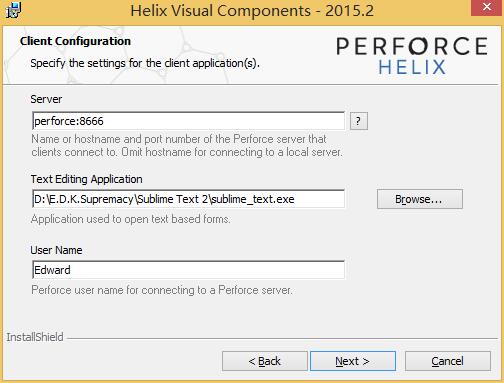 Helix Visual Components - 2015.2
Client Configuration
Specify the settings for the client application(s).
PERFORCE
HELIX
Server
perforce:8666
?
Name or hostname and port number of the Perforce server that
clients connect to. Omit hostname for connecting to a local server.
Text Editing Application
D:\E.D.K.Supremacy\Sublime Text 2\sublime_text.exe
Browse...
Application used to open text based forms.
User Name
Edward
Perforce user name for connecting to a Perforce server.
InstallShield
< Back
Next >
Cancel